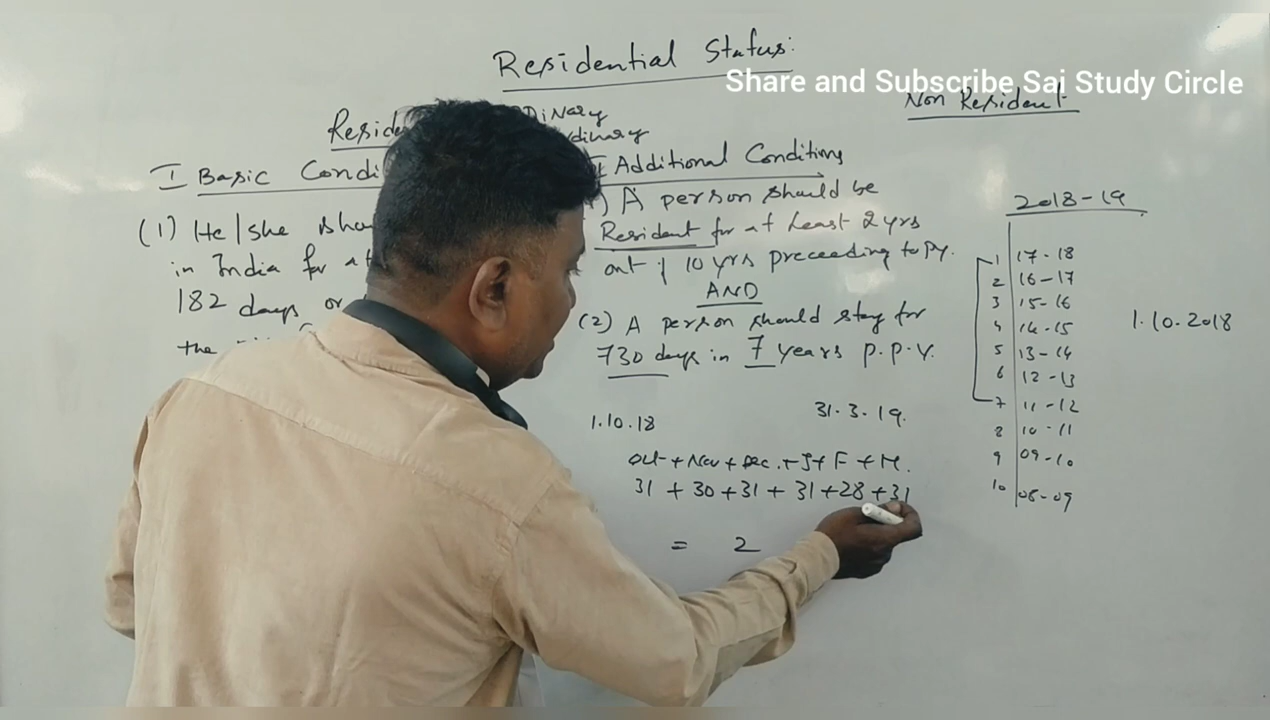 Residential Status:
Share and Subscribe Sai Study Circle
Non Resident
I Basic Condi
Additional Conditions
(1) He/she
in India for at
182 days or
the
) A person should be
Resident for at least 2 yrs
out of 10 yrs preceeding to P.Y.
AND
(2) A person should stay for
730 days in 7 years P.P.Y.
1.10.18 31.3.19.
Oct + Nov + Dec. + J + F + M.
31 + 30 + 31 + 31 + 28 + 31
= 2
2018-19
1 17-18
2 16-17
3 15-16
4 14-15
5 13-14
6 12-13
7 11-12
8 10-11
9 09-10
10 08-09
1.10.2018